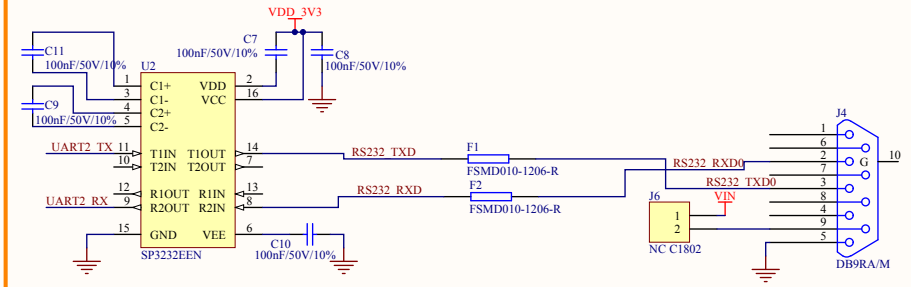 VDD_3V3
C11
100nF/50V/10%
C7
100nF/50V/10%
C8
100nF/50V/10%
U2
C9
100nF/50V/10%
1 C1+ VDD 2
3 C1- VCC 16
4 C2+
5 C2-
UART2_TX 11 T1IN T1OUT 14 RS232_TXD
10 T2IN T2OUT 7
12 R1OUT R1IN 13
UART2_RX 9 R2OUT R2IN 8 RS232_RXD
15 GND VEE 6
SP3232EEN
C10
100nF/50V/10%
F1
FSMD010-1206-R
F2
FSMD010-1206-R
RS232_RXD0
RS232_TXD0
J6
VIN
1
2
NC C1802
J4
1
6
2 G 10
7
3
8
4
9
5
DB9RA/M